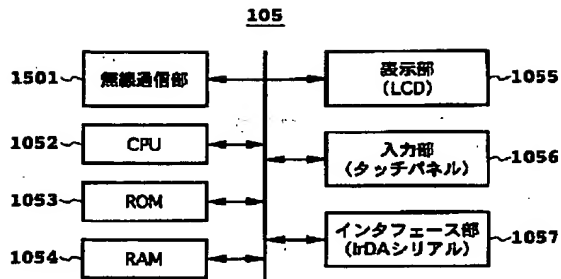 105
1501
無線通信部
1052
CPU
1053
ROM
1054
RAM
表示部
(LCD)
1055
入力部
(タッチパネル)
1056
インタフェース部
(IrDAシリアル)
1057